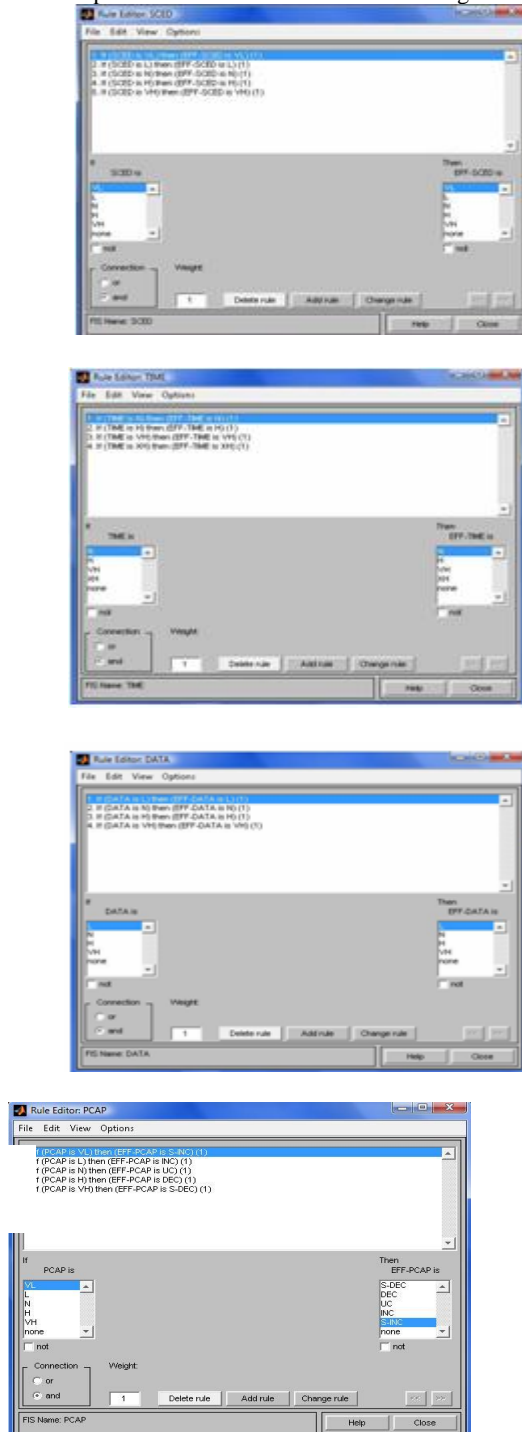 Rule Editor: SCED
File Edit View Options
1. If (SCED is VL) then (EFF-SCED is VL) (1)
2. If (SCED is L) then (EFF-SCED is L) (1)
3. If (SCED is N) then (EFF-SCED is N) (1)
4. If (SCED is H) then (EFF-SCED is H) (1)
5. If (SCED is VH) then (EFF-SCED is VH) (1)
If Then
SCED is EFF-SCED is
VL VL
L L
N N
H H
VH VH
none none
not not
Connection Weight:
or
and 1 Delete rule Add rule Change rule << >>
FIS Name: SCED Help Close
Rule Editor: TIME
File Edit View Options
1. If (TIME is N) then (EFF-TIME is N) (1)
2. If (TIME is H) then (EFF-TIME is H) (1)
3. If (TIME is VH) then (EFF-TIME is VH) (1)
4. If (TIME is XH) then (EFF-TIME is XH) (1)
If Then
TIME is EFF-TIME is
N N
H H
VH VH
XH XH
none none
not not
Connection Weight:
or
and 1 Delete rule Add rule Change rule << >>
FIS Name: TIME Help Close
Rule Editor: DATA
File Edit View Options
1. If (DATA is L) then (EFF-DATA is L) (1)
2. If (DATA is N) then (EFF-DATA is N) (1)
3. If (DATA is H) then (EFF-DATA is H) (1)
4. If (DATA is VH) then (EFF-DATA is VH) (1)
If Then
DATA is EFF-DATA is
L L
N N
H H
VH VH
none none
not not
Connection Weight:
or
and 1 Delete rule Add rule Change rule << >>
FIS Name: DATA Help Close
Rule Editor: PCAP
File Edit View Options
f (PCAP is VL) then (EFF-PCAP is S-INC) (1)
f (PCAP is L) then (EFF-PCAP is INC) (1)
f (PCAP is N) then (EFF-PCAP is UC) (1)
f (PCAP is H) then (EFF-PCAP is DEC) (1)
f (PCAP is VH) then (EFF-PCAP is S-DEC) (1)
If Then
PCAP is EFF-PCAP is
VL S-DEC
L DEC
N UC
H INC
VH S-INC
none none
not not
Connection Weight:
or
and 1 Delete rule Add rule Change rule << >>
FIS Name: PCAP Help Close